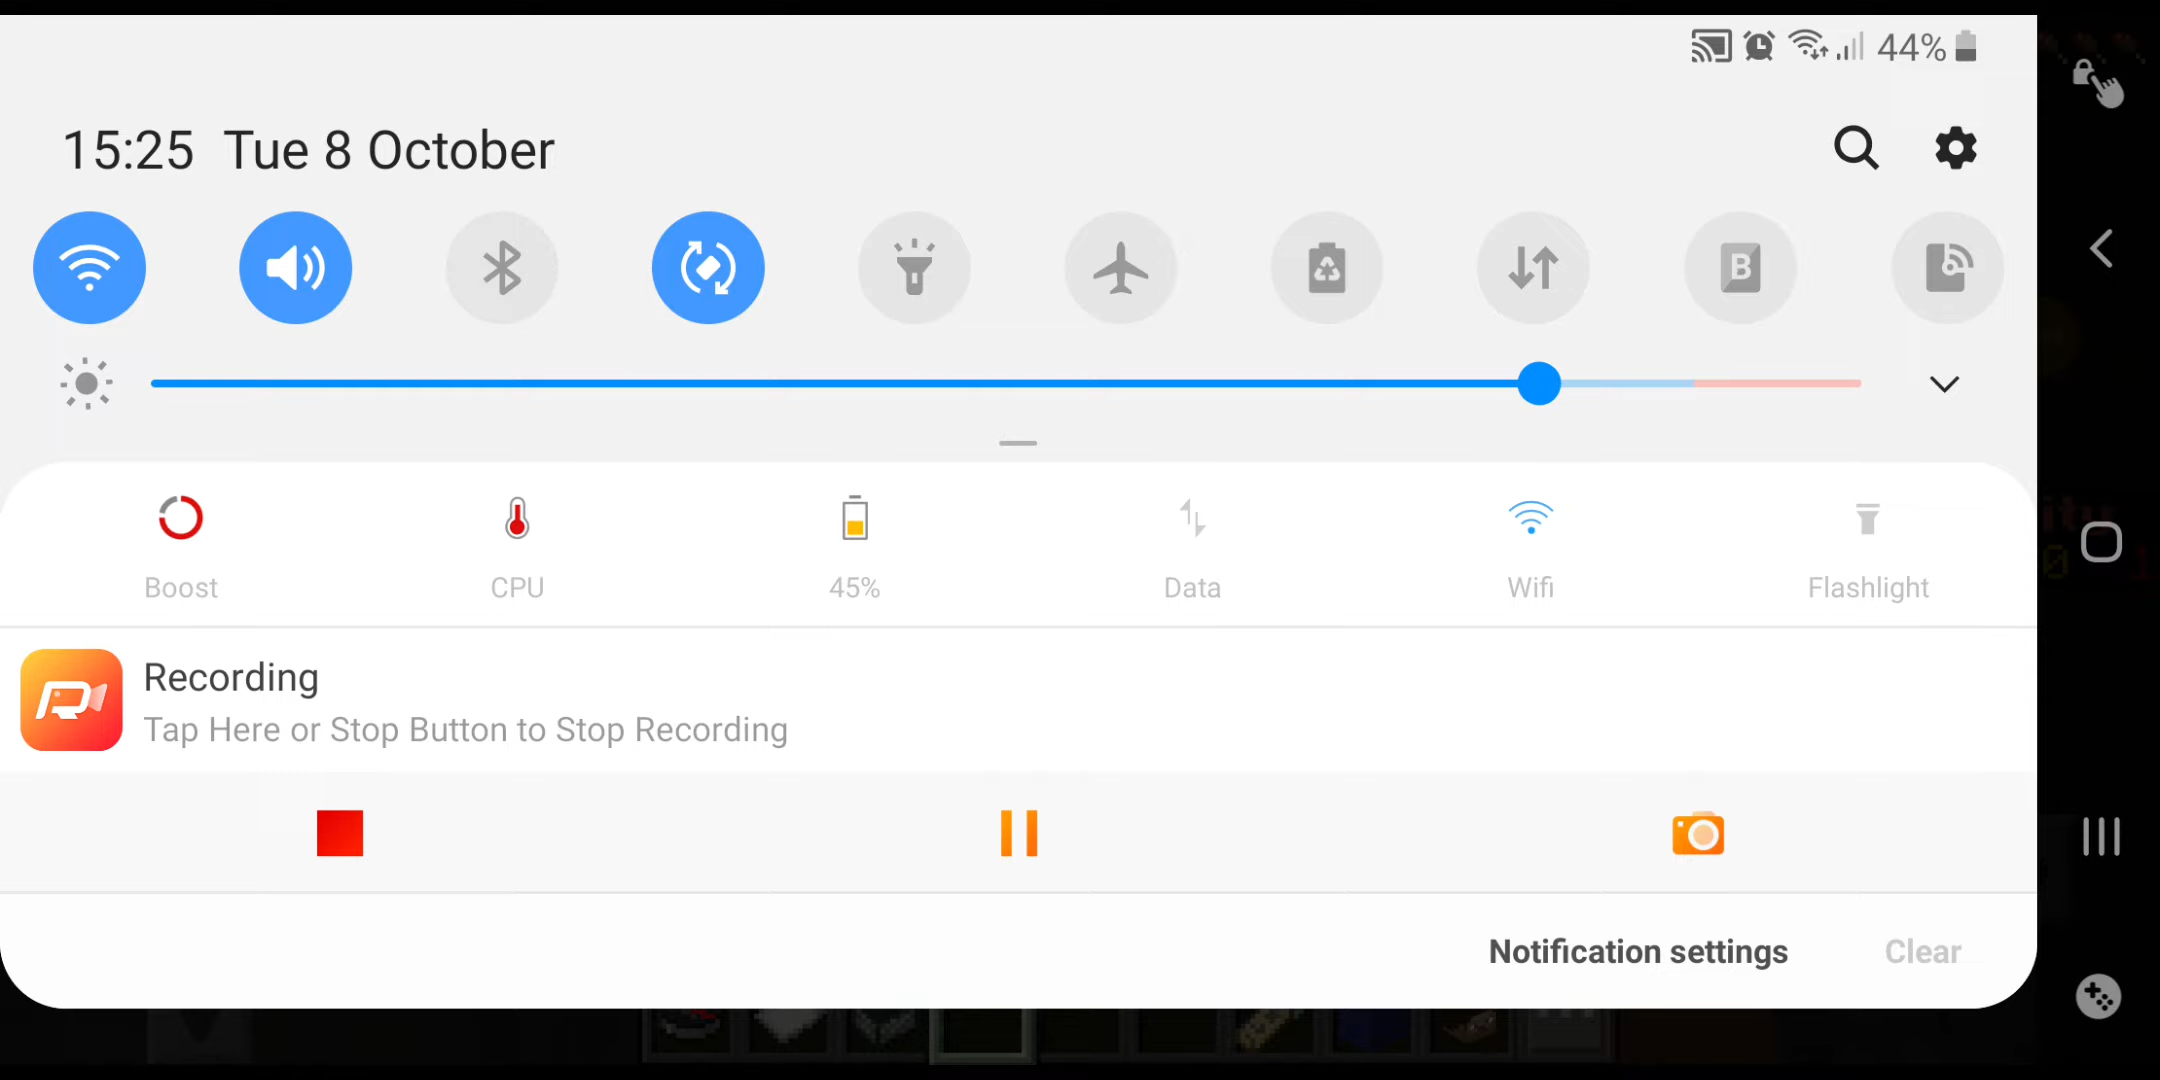 44%
15:25 Tue 8 October
B
Boost CPU 45% Data Wifi Flashlight
Recording
Tap Here or Stop Button to Stop Recording
Notification settings Clear